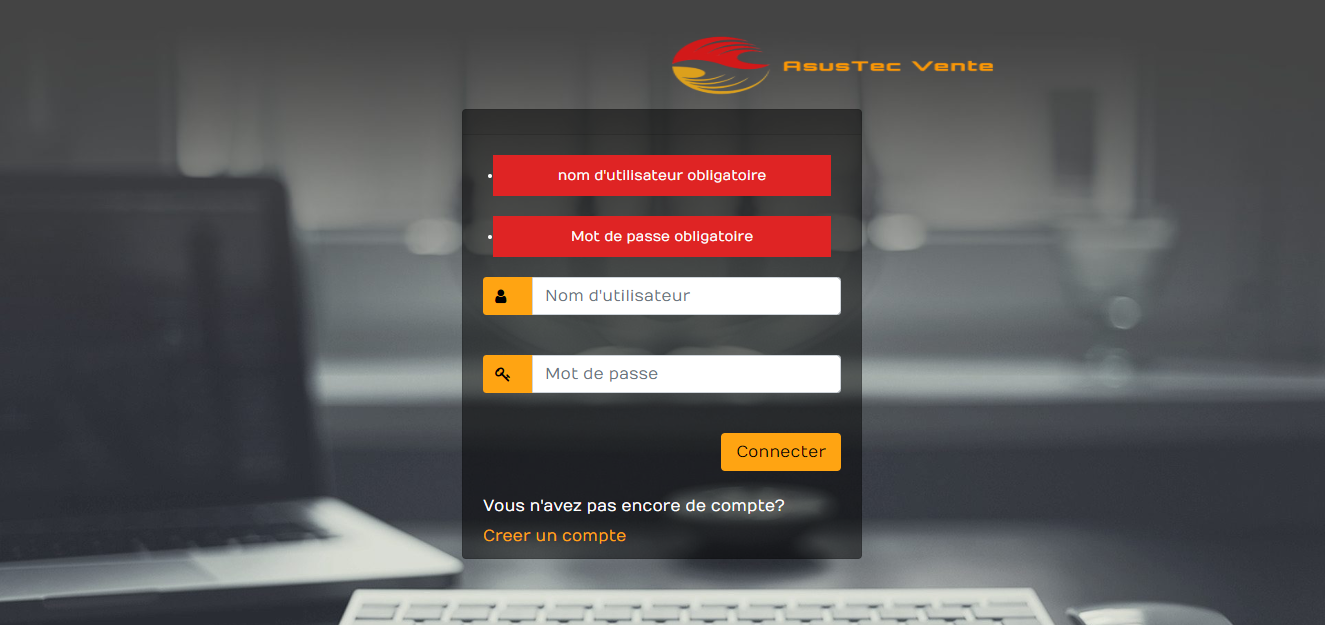 AsusTec Vente
nom d'utilisateur obligatoire
Mot de passe obligatoire
Nom d'utilisateur
Mot de passe
Connecter
Vous n'avez pas encore de compte?
Creer un compte